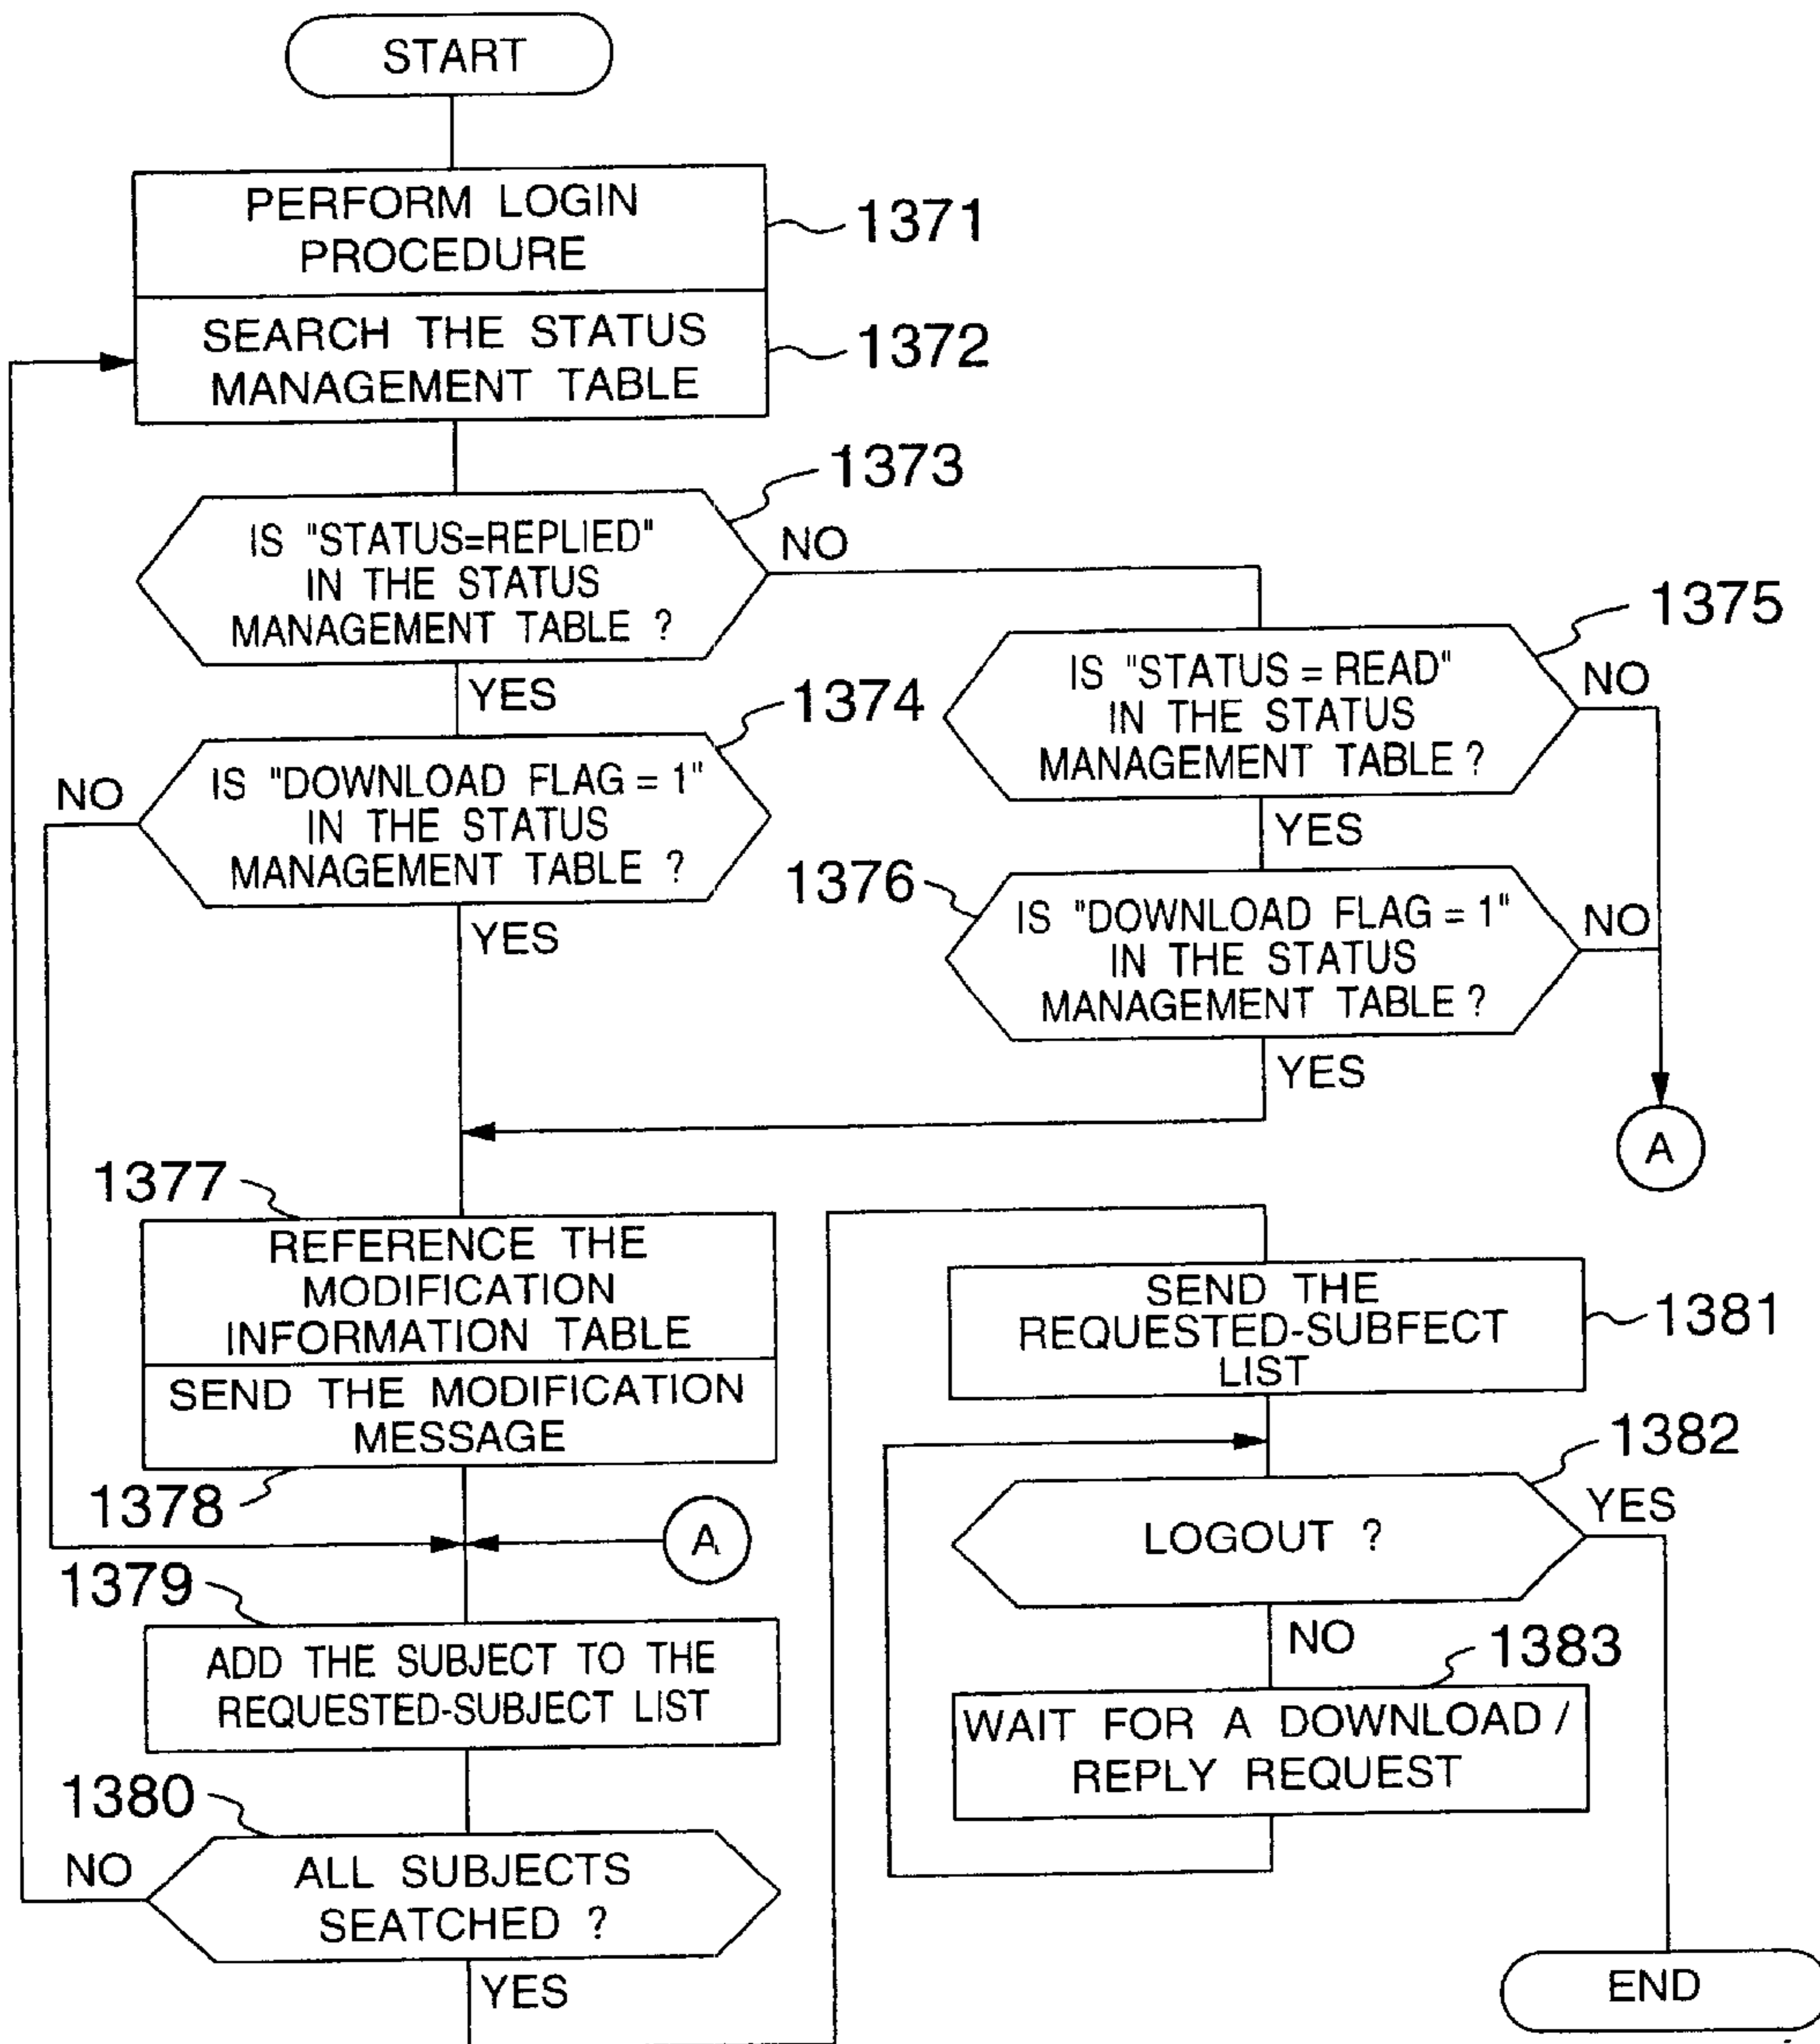 START
PERFORM LOGIN
PROCEDURE
1371
SEARCH THE STATUS
MANAGEMENT TABLE
1372
1373
IS "STATUS=REPLIED"
IN THE STATUS
MANAGEMENT TABLE ?
NO
YES
1375
IS "STATUS = READ"
IN THE STATUS
MANAGEMENT TABLE ?
NO
YES
1374
NO
IS "DOWNLOAD FLAG = 1"
IN THE STATUS
MANAGEMENT TABLE ?
YES
1376
IS "DOWNLOAD FLAG = 1"
IN THE STATUS
MANAGEMENT TABLE ?
NO
YES
A
1377
REFERENCE THE
MODIFICATION
INFORMATION TABLE
SEND THE MODIFICATION
MESSAGE
1378
A
1379
ADD THE SUBJECT TO THE
REQUESTED-SUBJECT LIST
1380
NO
ALL SUBJECTS
SEATCHED ?
YES
SEND THE
REQUESTED-SUBFECT
LIST
1381
1382
LOGOUT ?
YES
NO
1383
WAIT FOR A DOWNLOAD /
REPLY REQUEST
END